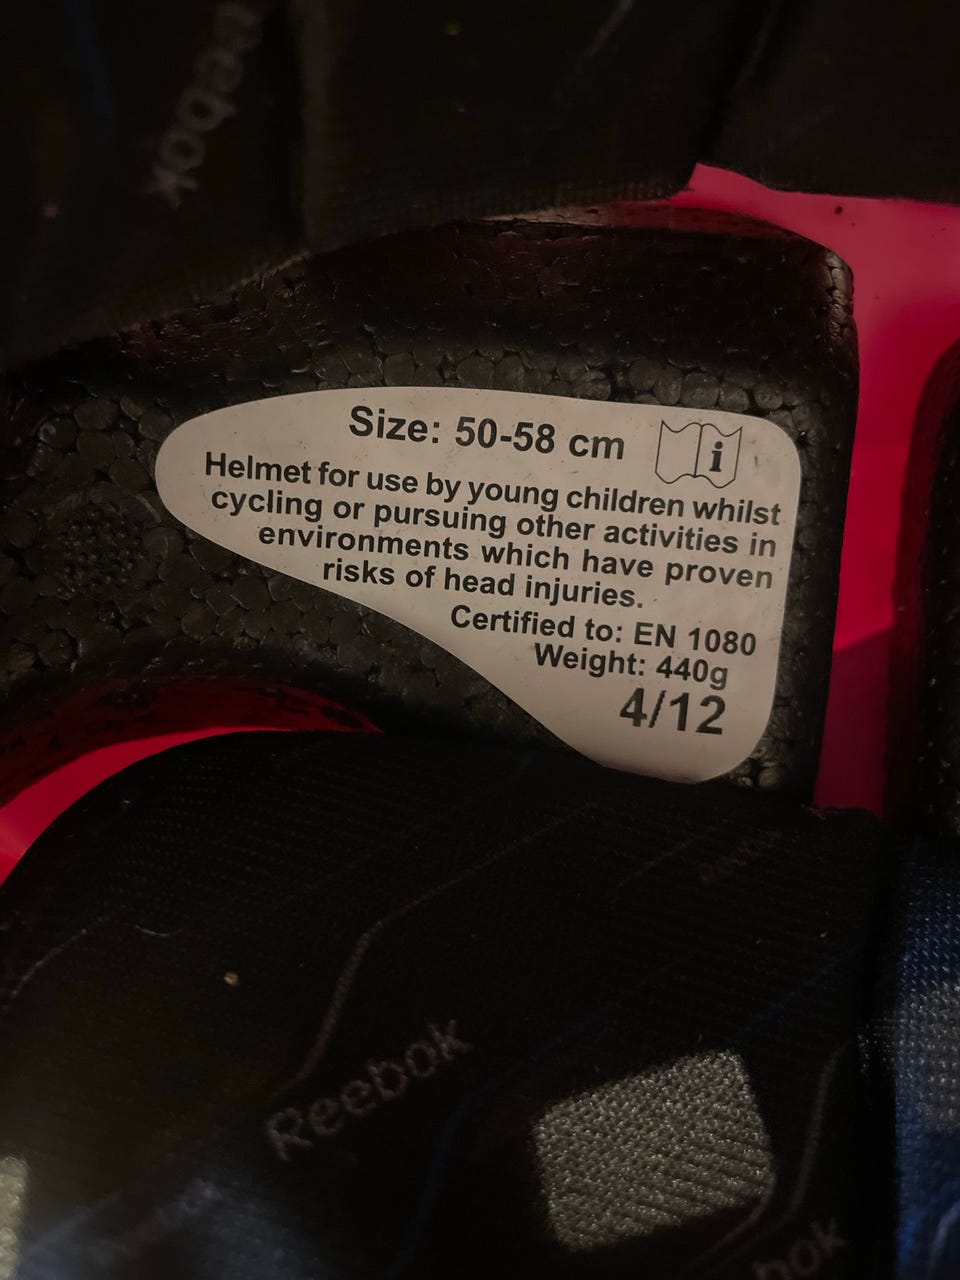 Reebok
Size: 50-58 cm
i
Helmet for use by young children whilst
cycling or pursuing other activities in
environments which have proven
risks of head injuries.
Certified to: EN 1080
Weight: 440g
4/12
Reebok
bok